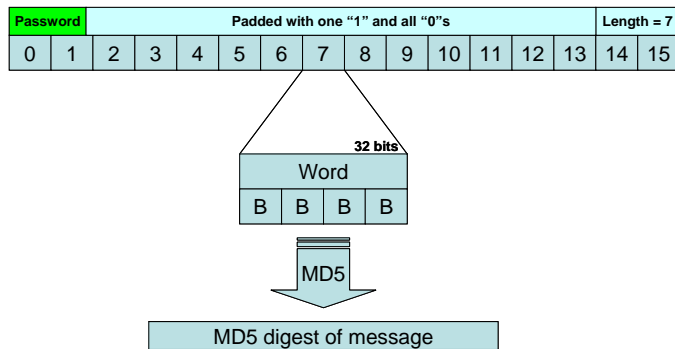 Password Padded with one “1” and all “0”s Length = 7
0 1 2 3 4 5 6 7 8 9 10 11 12 13 14 15
32 bits
Word
B B B B
MD5
MD5 digest of message